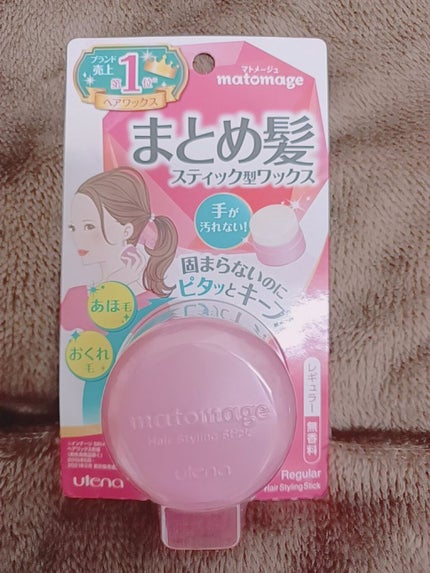 ブランド
売上
第1位
ヘアワックス
マトメージュ
matomage
まとめ髪
スティック型ワックス
手が
汚れない!
固まらないのに
ピタッとキープ
あほ毛
おくれ
毛
matomage
Hair Styling Stick
utena
レギュラー 無香料
Regular
Hair Styling Stick
utena